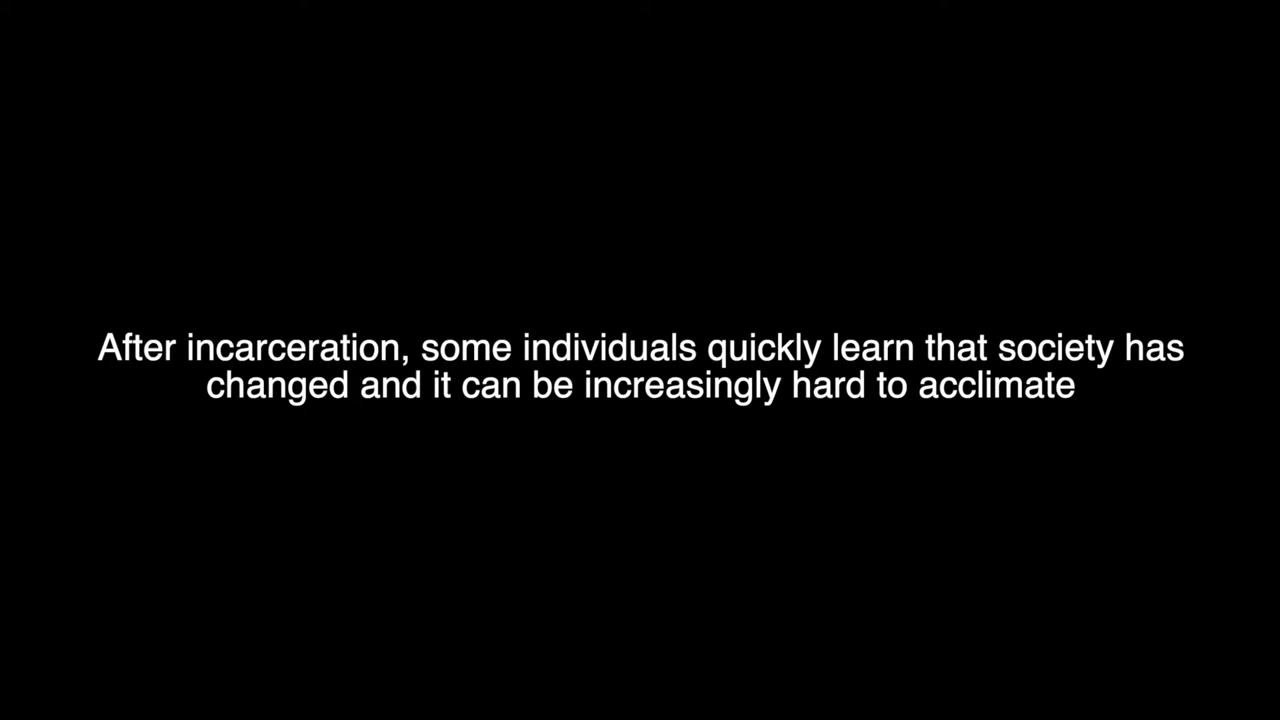 After incarceration, some individuals quickly learn that society has
changed and it can be increasingly hard to acclimate